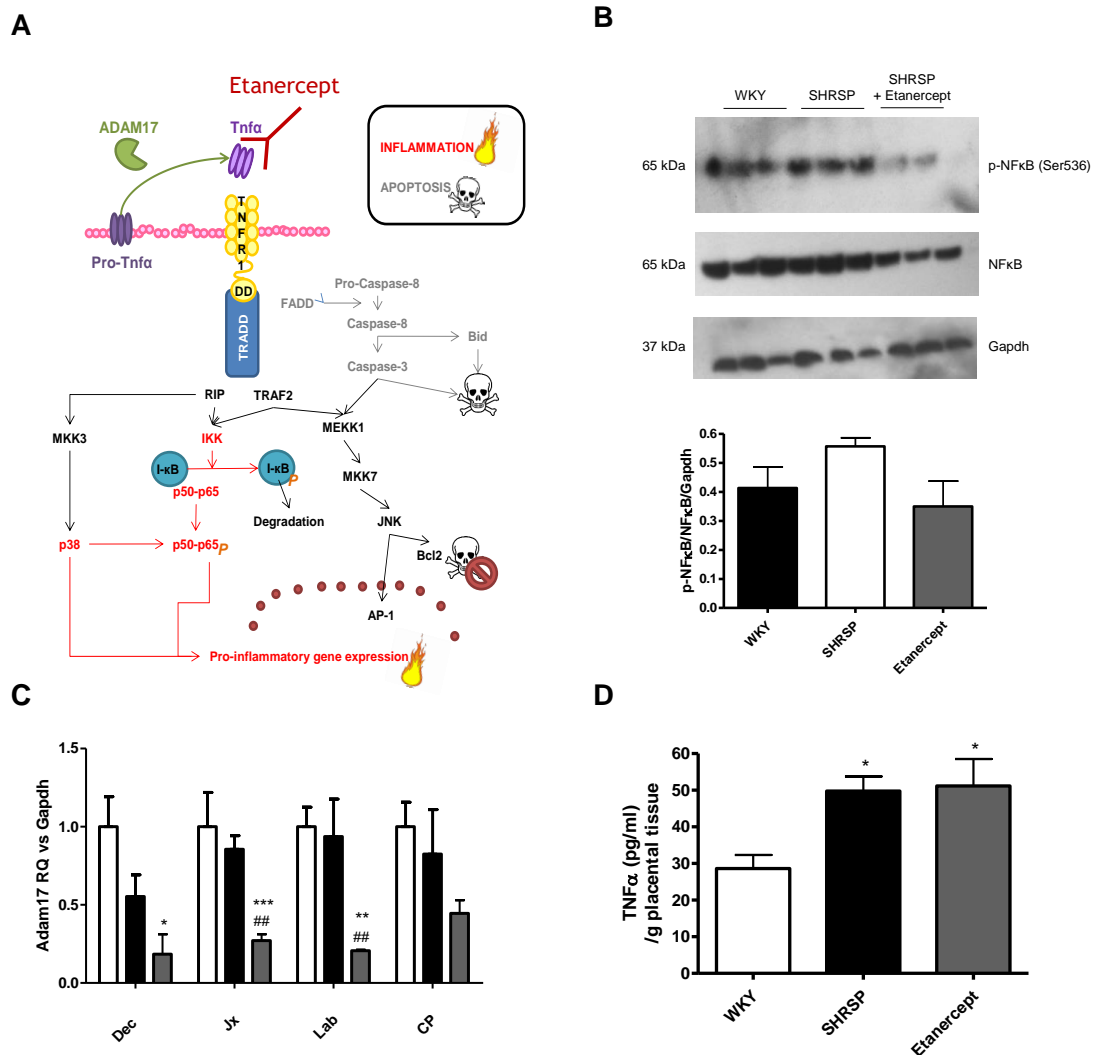 A
Etanercept
ADAM17
Tnfα
INFLAMMATION
APOPTOSIS
T
N
F
R
1
Pro-Tnfα
DD
TRADD
Pro-Caspase-8
FADD
Caspase-8
Bid
Caspase-3
RIP
TRAF2
MEKK1
MKK3
IKK
I-κB
I-κB
P
MKK7
p50-p65
Degradation
JNK
p38
p50-p65
P
Bcl2
AP-1
Pro-inflammatory gene expression
B
WKY
SHRSP
SHRSP
+ Etanercept
65 kDa
p-NFκB (Ser536)
65 kDa
NFκB
37 kDa
Gapdh
p-NFκB/NFκB/Gapdh
0.6
0.5
0.4
0.3
0.2
0.1
0.0
WKY
SHRSP
Etanercept
C
Adam17 RQ vs Gapdh
1.5
1.0
0.5
0.0
*
***
##
**
##
Dec
Jx
Lab
CP
D
TNFα (pg/ml)
/g placental tissue
60
50
40
30
20
10
0
*
*
WKY
SHRSP
Etanercept